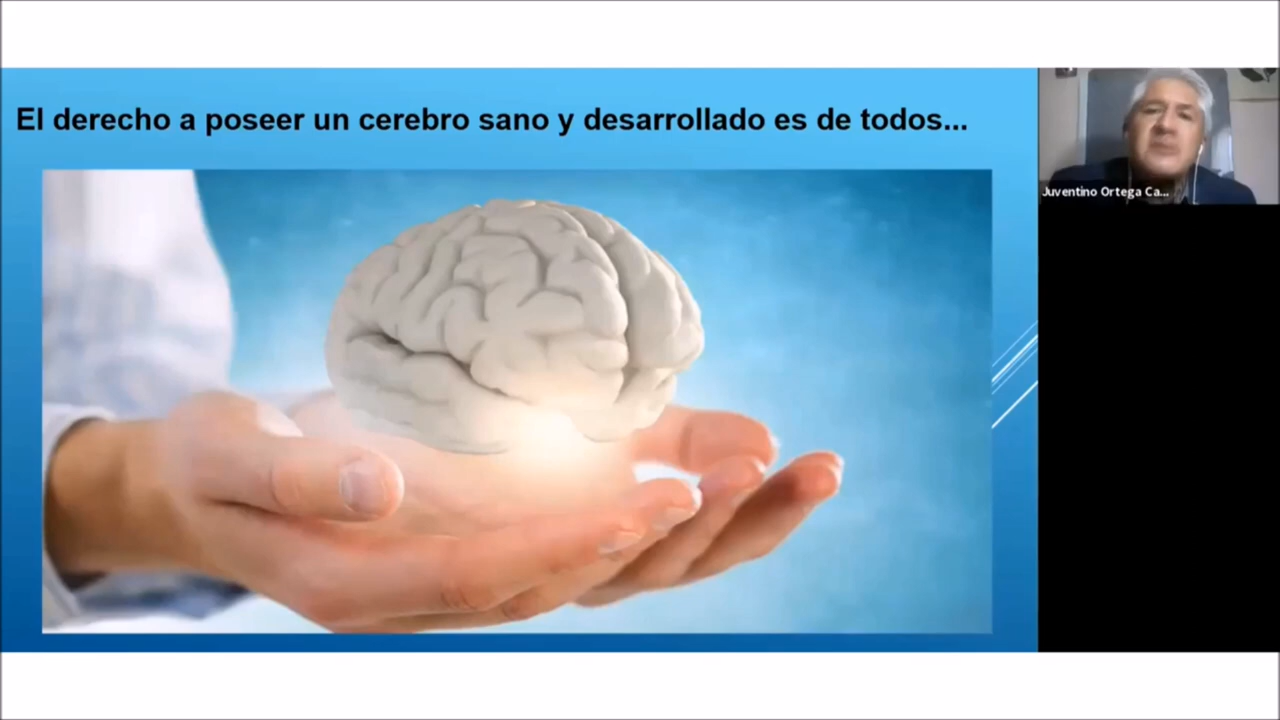 El derecho a poseer un cerebro sano y desarrollado es de todos...
Juventino Ortega Ca...